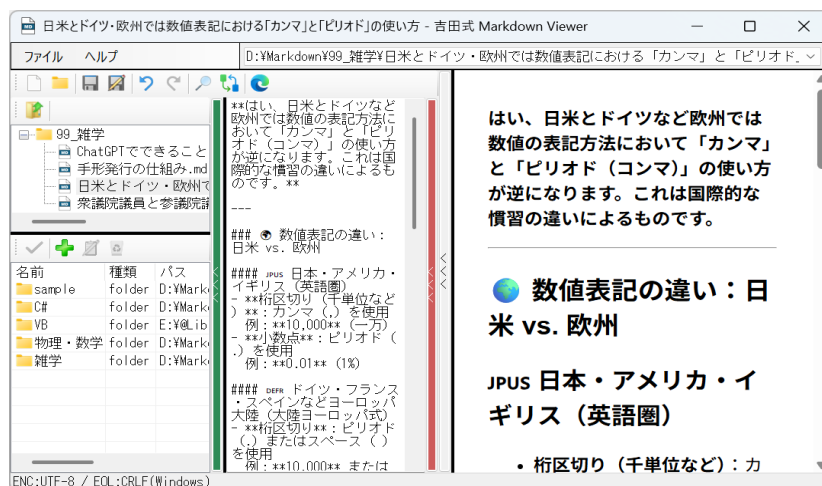 日米とドイツ・欧州では数値表記における「カンマ」と「ピリオド」の使い方 - 吉田式 Markdown Viewer
ファイル ヘルプ
D:¥Markdown¥99_雑学¥日米とドイツ・欧州では数値表記における「カンマ」と「ピリオド
99_雑学
ChatGPTでできること
手形発行の仕組み.md
日米とドイツ・欧州で
衆議院議員と参議院議
名前 種類 パス
sample folder D:¥Mark
C# folder D:¥Mark
VB folder E:¥@Lib
物理・数学 folder D:¥Mark
雑学 folder D:¥Mark
**はい、日米とドイツなど
欧州では数値の表記方法に
おいて「カンマ」と「ピリ
オド（コンマ）」の使い方
が逆になります。これは国
際的な慣習の違いによるも
のです。**
---
### 🌍 数値表記の違い：
日米 vs. 欧州
#### JPUS 日本・アメリカ・
イギリス（英語圏）
- **桁区切り（千単位など
）**：カンマ（,）を使用
例：**10,000**（一万）
- **小数点**：ピリオド（
.）を使用
例：**0.01**（1%）
#### DEFR ドイツ・フランス
・スペインなどヨーロッパ
大陸（大陸ヨーロッパ式）
- **桁区切り**：ピリオド
（.）またはスペース（ ）
を使用
例：**10.000** または
はい、日米とドイツなど欧州では
数値の表記方法において「カンマ」
と「ピリオド（コンマ）」の使い方
が逆になります。これは国際的な
慣習の違いによるものです。
🌍 数値表記の違い：日
米 vs. 欧州
JPUS 日本・アメリカ・イ
ギリス（英語圏）
• 桁区切り（千単位など）：カ
ENC:UTF-8 / EOL:CRLF(Windows)